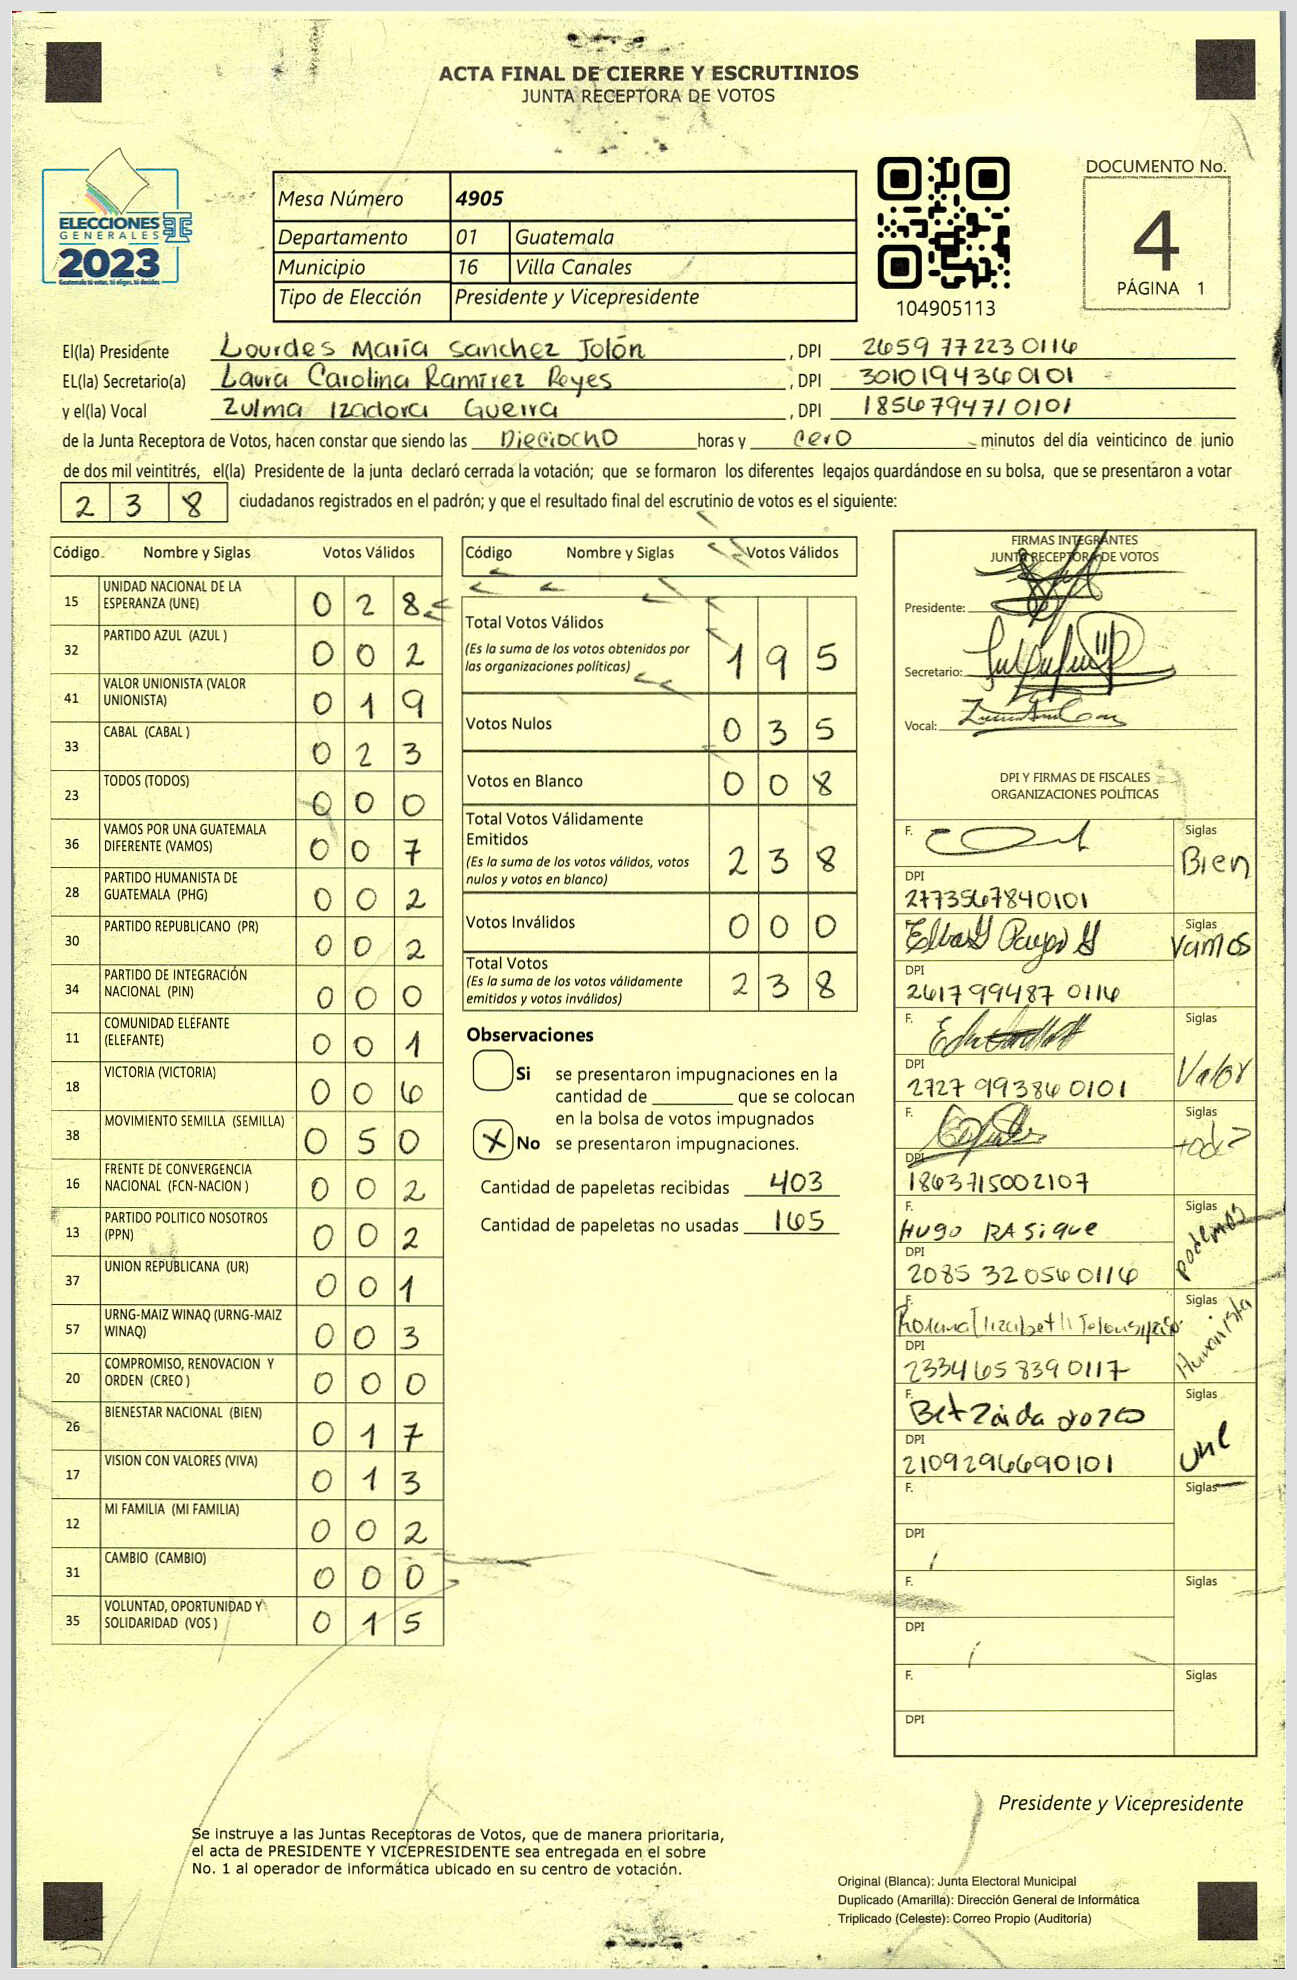 ACTA FINAL DE CIERRE Y ESCRUTINIOS
JUNTA RECEPTORA DE VOTOS
ELECCIONES
GENERALES
2023
Guatemala tú votas, tú eliges, tú decides
Mesa Número 4905
Departamento 01 Guatemala
Municipio 16 Villa Canales
Tipo de Elección Presidente y Vicepresidente
104905113
DOCUMENTO No.
4
PÁGINA 1
El(la) Presidente Lourdes María Sanchez Jolón , DPI 2659 77223 0116
EL(la) Secretario(a) Laura Carolina Ramírez Reyes , DPI 3010194360101
y el(la) Vocal Zulma Izadora Guerra , DPI 1856794710101
de la Junta Receptora de Votos, hacen constar que siendo las Dieciocho horas y cero minutos del día veinticinco de junio
de dos mil veintitrés, el(la) Presidente de la junta declaró cerrada la votación; que se formaron los diferentes legajos guardándose en su bolsa, que se presentaron a votar
2 3 8 ciudadanos registrados en el padrón; y que el resultado final del escrutinio de votos es el siguiente:
Código Nombre y Siglas Votos Válidos
15 UNIDAD NACIONAL DE LA ESPERANZA (UNE) 0 2 8
32 PARTIDO AZUL (AZUL ) 0 0 2
41 VALOR UNIONISTA (VALOR UNIONISTA) 0 1 9
33 CABAL (CABAL ) 0 2 3
23 TODOS (TODOS) 0 0 0
36 VAMOS POR UNA GUATEMALA DIFERENTE (VAMOS) 0 0 7
28 PARTIDO HUMANISTA DE GUATEMALA (PHG) 0 0 2
30 PARTIDO REPUBLICANO (PR) 0 0 2
34 PARTIDO DE INTEGRACIÓN NACIONAL (PIN) 0 0 0
11 COMUNIDAD ELEFANTE (ELEFANTE) 0 0 1
18 VICTORIA (VICTORIA) 0 0 6
38 MOVIMIENTO SEMILLA (SEMILLA) 0 5 0
16 FRENTE DE CONVERGENCIA NACIONAL (FCN-NACION ) 0 0 2
13 PARTIDO POLITICO NOSOTROS (PPN) 0 0 2
37 UNION REPUBLICANA (UR) 0 0 1
57 URNG-MAIZ WINAQ (URNG-MAIZ WINAQ) 0 0 3
20 COMPROMISO, RENOVACION Y ORDEN (CREO ) 0 0 0
26 BIENESTAR NACIONAL (BIEN) 0 1 7
17 VISION CON VALORES (VIVA) 0 1 3
12 MI FAMILIA (MI FAMILIA) 0 0 2
31 CAMBIO (CAMBIO) 0 0 0
35 VOLUNTAD, OPORTUNIDAD Y SOLIDARIDAD (VOS ) 0 1 5
Código Nombre y Siglas Votos Válidos
Total Votos Válidos
(Es la suma de los votos obtenidos por
las organizaciones políticas) 1 9 5
Votos Nulos 0 3 5
Votos en Blanco 0 0 8
Total Votos Válidamente
Emitidos
(Es la suma de los votos válidos, votos
nulos y votos en blanco) 2 3 8
Votos Inválidos 0 0 0
Total Votos
(Es la suma de los votos válidamente
emitidos y votos inválidos) 2 3 8
Observaciones
Si se presentaron impugnaciones en la
cantidad de ________ que se colocan
en la bolsa de votos impugnados
X No se presentaron impugnaciones.
Cantidad de papeletas recibidas 403
Cantidad de papeletas no usadas 165
FIRMAS INTEGRANTES
JUNTA RECEPTORA DE VOTOS
Presidente:
Secretario:
Vocal:
DPI Y FIRMAS DE FISCALES
ORGANIZACIONES POLÍTICAS
F. Siglas
Bien
DPI
2773567840101
F. Siglas
Vamos
DPI
2617 99487 0116
F. Siglas
Valor
DPI
2727 99386 0101
F. Siglas
todos
DPI
1863715002107
F. Siglas
Hugo RA Sique podemos
DPI
2085 32056 0116
F. Siglas
Humanista
DPI
2334 65 839 0117
F. Siglas
Betzaida orozco une
DPI
2109296690101
F. Siglas
DPI
F. Siglas
DPI
F. Siglas
DPI
Presidente y Vicepresidente
Se instruye a las Juntas Receptoras de Votos, que de manera prioritaria,
el acta de PRESIDENTE Y VICEPRESIDENTE sea entregada en el sobre
No. 1 al operador de informática ubicado en su centro de votación.
Original (Blanca): Junta Electoral Municipal
Duplicado (Amarilla): Dirección General de Informática
Triplicado (Celeste): Correo Propio (Auditoría)